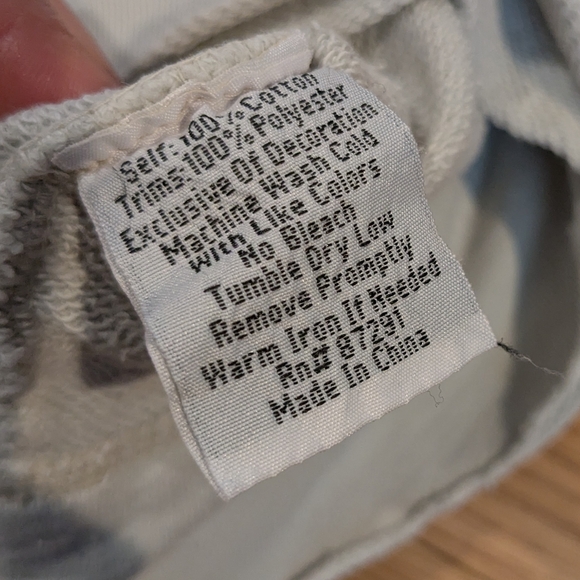 Self:100% Cotton
Trims:100% Polyester
Exclusive Of Decoration
Machine Wash Cold
With Like Colors
No Bleach
Tumble Dry Low
Remove Promptly
Warm Iron If Needed
Rn# 87291
Made In China